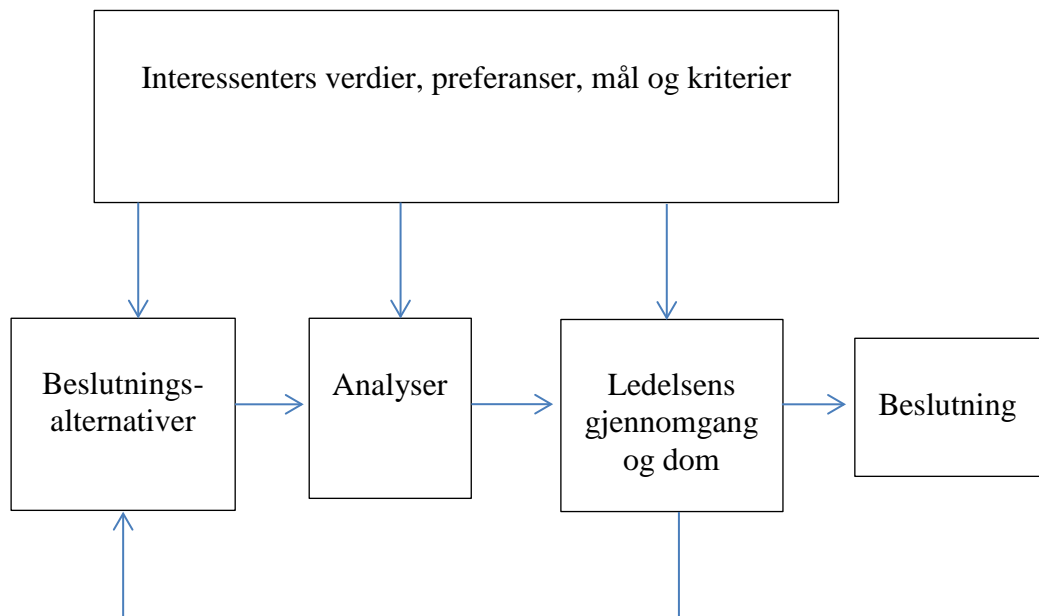 Interessenters verdier, preferanser, mål og kriterier
Beslutnings-
alternativer
Analyser
Ledelsens
gjennomgang
og dom
Beslutning